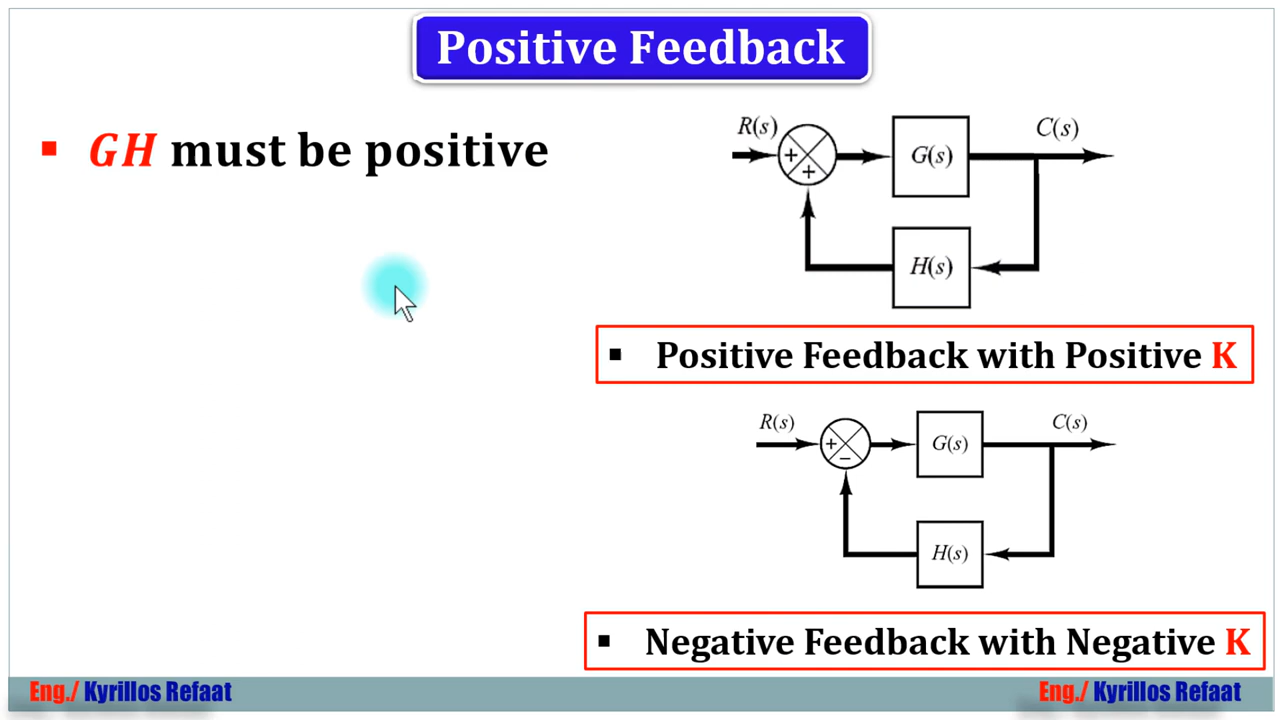 Positive Feedback
▪ GH must be positive
R(s)
C(s)
+
+
G(s)
H(s)
▪ Positive Feedback with Positive K
R(s)
C(s)
+
−
G(s)
H(s)
▪ Negative Feedback with Negative K
Eng./ Kyrillos Refaat
Eng./ Kyrillos Refaat